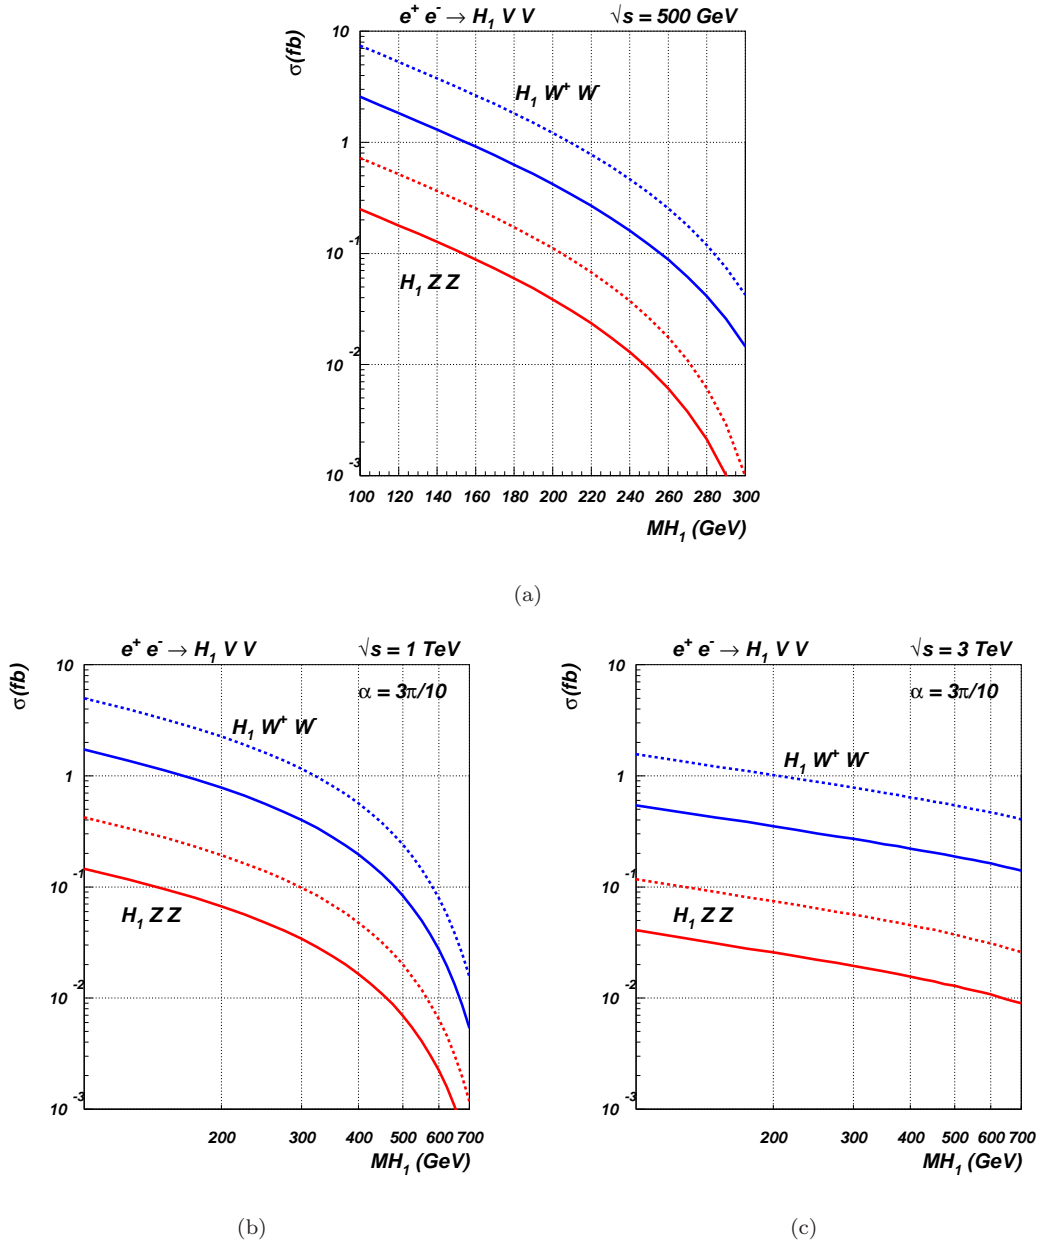 e⁺ e⁻ → H₁ V V √s = 500 GeV
σ(fb)
10
1
10⁻¹
10⁻²
10⁻³
H₁ W⁺ W⁻
H₁ Z Z
100 120 140 160 180 200 220 240 260 280 300
MH₁ (GeV)
(a)
e⁺ e⁻ → H₁ V V √s = 1 TeV
σ(fb)
10
1
10⁻¹
10⁻²
10⁻³
α = 3π/10
H₁ W⁺ W⁻
H₁ Z Z
200 300 400 500 600 700
MH₁ (GeV)
(b)
e⁺ e⁻ → H₁ V V √s = 3 TeV
σ(fb)
10
1
10⁻¹
10⁻²
10⁻³
α = 3π/10
H₁ W⁺ W⁻
H₁ Z Z
200 300 400 500 600 700
MH₁ (GeV)
(c)